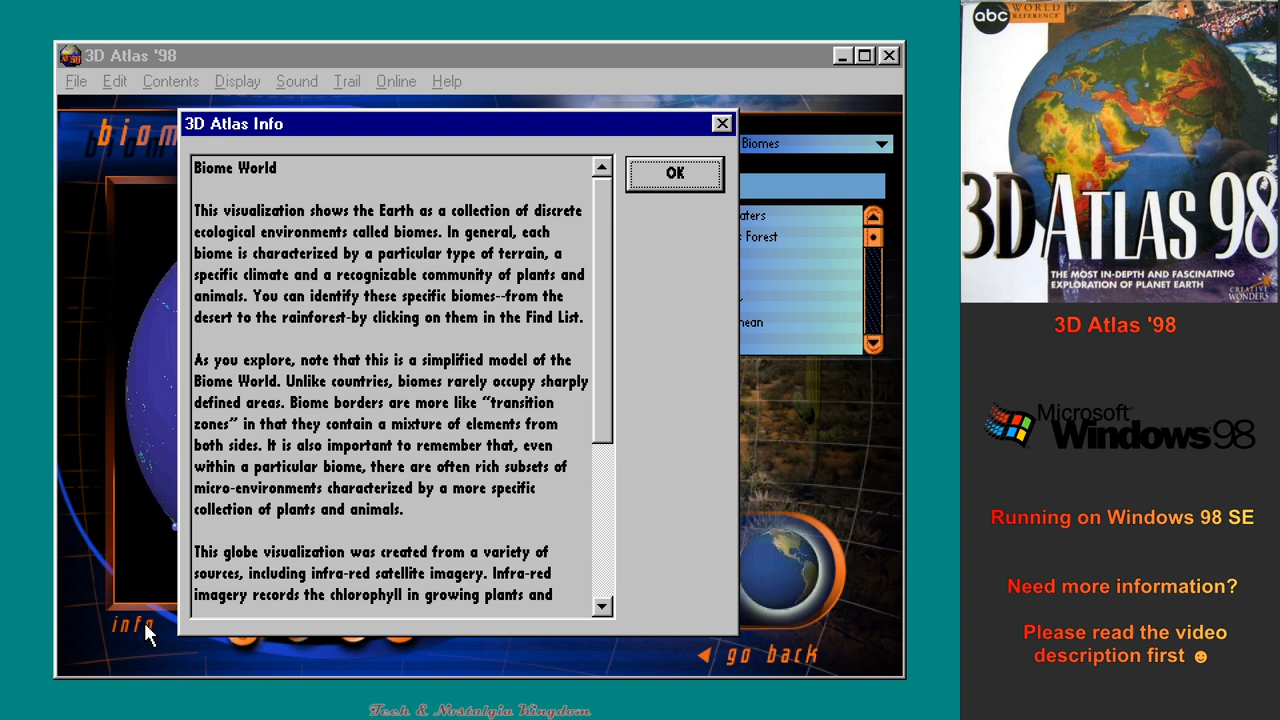 3D Atlas '98
File Edit Contents Display Sound Trail Online Help
biom
3D Atlas Info
Biome World
This visualization shows the Earth as a collection of discrete
ecological environments called biomes. In general, each
biome is characterized by a particular type of terrain, a
specific climate and a recognizable community of plants and
animals. You can identify these specific biomes--from the
desert to the rainforest-by clicking on them in the Find List.
As you explore, note that this is a simplified model of the
Biome World. Unlike countries, biomes rarely occupy sharply
defined areas. Biome borders are more like “transition
zones” in that they contain a mixture of elements from
both sides. It is also important to remember that, even
within a particular biome, there are often rich subsets of
micro-environments characterized by a more specific
collection of plants and animals.
This globe visualization was created from a variety of
sources, including infra-red satellite imagery. Infra-red
imagery records the chlorophyll in growing plants and
OK
Biomes
aters
Forest
nean
info
go back
Tech & Nostalgia Kingdom
abc WORLD
REFERENCE
3D ATLAS 98
THE MOST IN-DEPTH AND FASCINATING
EXPLORATION OF PLANET EARTH
CREATIVE
WONDERS
3D Atlas '98
Microsoft
Windows 98
Running on Windows 98 SE
Need more information?
Please read the video
description first ☻